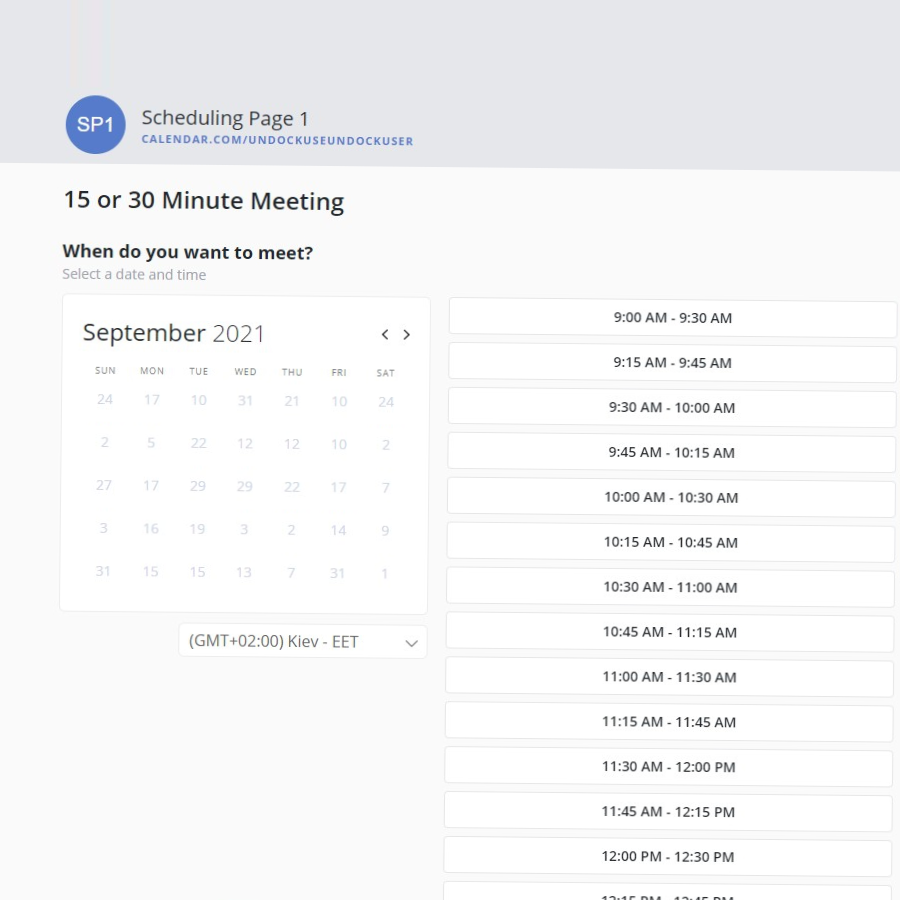 SP1
Scheduling Page 1
CALENDAR.COM/UNDOCKUSEUNDOCKUSER
15 or 30 Minute Meeting
When do you want to meet?
Select a date and time
September 2021
SUN MON TUE WED THU FRI SAT
24 17 10 31 21 10 24
2 5 22 12 12 10 2
27 17 29 29 22 17 7
3 16 19 3 2 14 9
31 15 15 13 7 31 1
(GMT+02:00) Kiev - EET
9:00 AM - 9:30 AM
9:15 AM - 9:45 AM
9:30 AM - 10:00 AM
9:45 AM - 10:15 AM
10:00 AM - 10:30 AM
10:15 AM - 10:45 AM
10:30 AM - 11:00 AM
10:45 AM - 11:15 AM
11:00 AM - 11:30 AM
11:15 AM - 11:45 AM
11:30 AM - 12:00 PM
11:45 AM - 12:15 PM
12:00 PM - 12:30 PM
12:15 PM - 12:45 PM